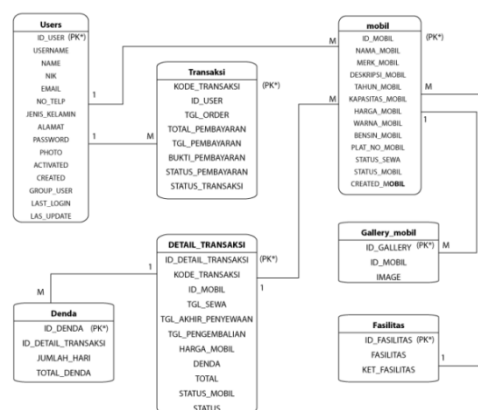 Users
ID_USER (PK*)
USERNAME
NAME
NIK
EMAIL
NO_TELP
JENIS_KELAMIN
ALAMAT
PASSWORD
PHOTO
ACTIVATED
CREATED
GROUP_USER
LAST_LOGIN
LAS_UPDATE
1
1
M
M
Transaksi
KODE_TRANSAKSI (PK*)
ID_USER
TGL_ORDER
TOTAL_PEMBAYARAN
TGL_PEMBAYARAN
BUKTI_PEMBAYARAN
STATUS_PEMBAYARAN
STATUS_TRANSAKSI
mobil
ID_MOBIL (PK*)
NAMA_MOBIL
MERK_MOBIL
DESKRIPSI_MOBIL
TAHUN_MOBIL
KAPASITAS_MOBIL
HARGA_MOBIL
WARNA_MOBIL
BENSIN_MOBIL
PLAT_NO_MOBIL
STATUS_SEWA
STATUS_MOBIL
CREATED_MOBIL
M
M
1
DETAIL_TRANSAKSI
ID_DETAIL_TRANSAKSI (PK*)
KODE_TRANSAKSI
ID_MOBIL
TGL_SEWA
TGL_AKHIR_PENYEWAAN
TGL_PENGEMBALIAN
HARGA_MOBIL
DENDA
TOTAL
STATUS_MOBIL
STATUS
1
1
M
Denda
ID_DENDA (PK*)
ID_DETAIL_TRANSAKSI
JUMLAH_HARI
TOTAL_DENDA
Gallery_mobil
ID_GALLERY (PK*) M
ID_MOBIL
IMAGE
Fasilitas
ID_FASILITAS (PK*)
FASILITAS 1
KET_FASILITAS